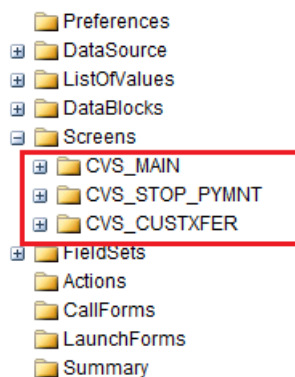 Preferences
DataSource
ListOfValues
DataBlocks
Screens
CVS_MAIN
CVS_STOP_PYMNT
CVS_CUSTXFER
FieldSets
Actions
CallForms
LaunchForms
Summary